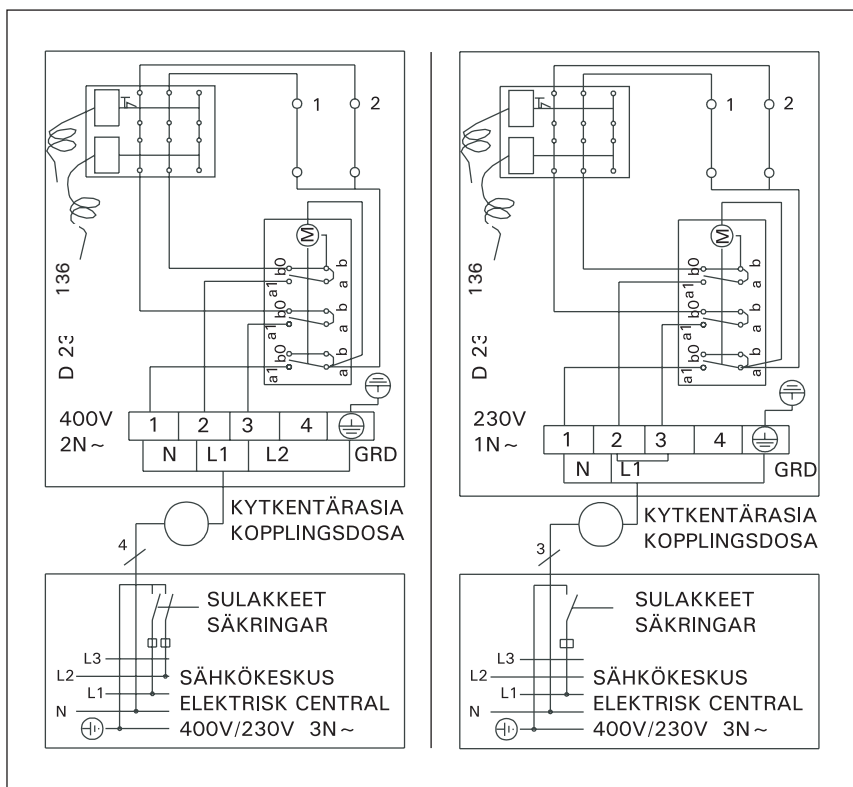 1 2
M
b0 b
a1 a
b0 b
a1 a
b0 b
a1 a
D 23 136
400V
2N~
1 2 3 4
N L1 L2 GRD
KYTKENTÄRASIA
KOPPLINGSDOSA
4
SULAKKEET
SÄKRINGAR
L3
L2
L1
N
SÄHKÖKESKUS
ELEKTRISK CENTRAL
400V/230V 3N~
1 2
M
b0 b
a1 a
b0 b
a1 a
b0 b
a1 a
D 23 136
230V
1N~
1 2 3 4
N L1 GRD
KYTKENTÄRASIA
KOPPLINGSDOSA
3
SULAKKEET
SÄKRINGAR
L3
L2
L1
N
SÄHKÖKESKUS
ELEKTRISK CENTRAL
400V/230V 3N~